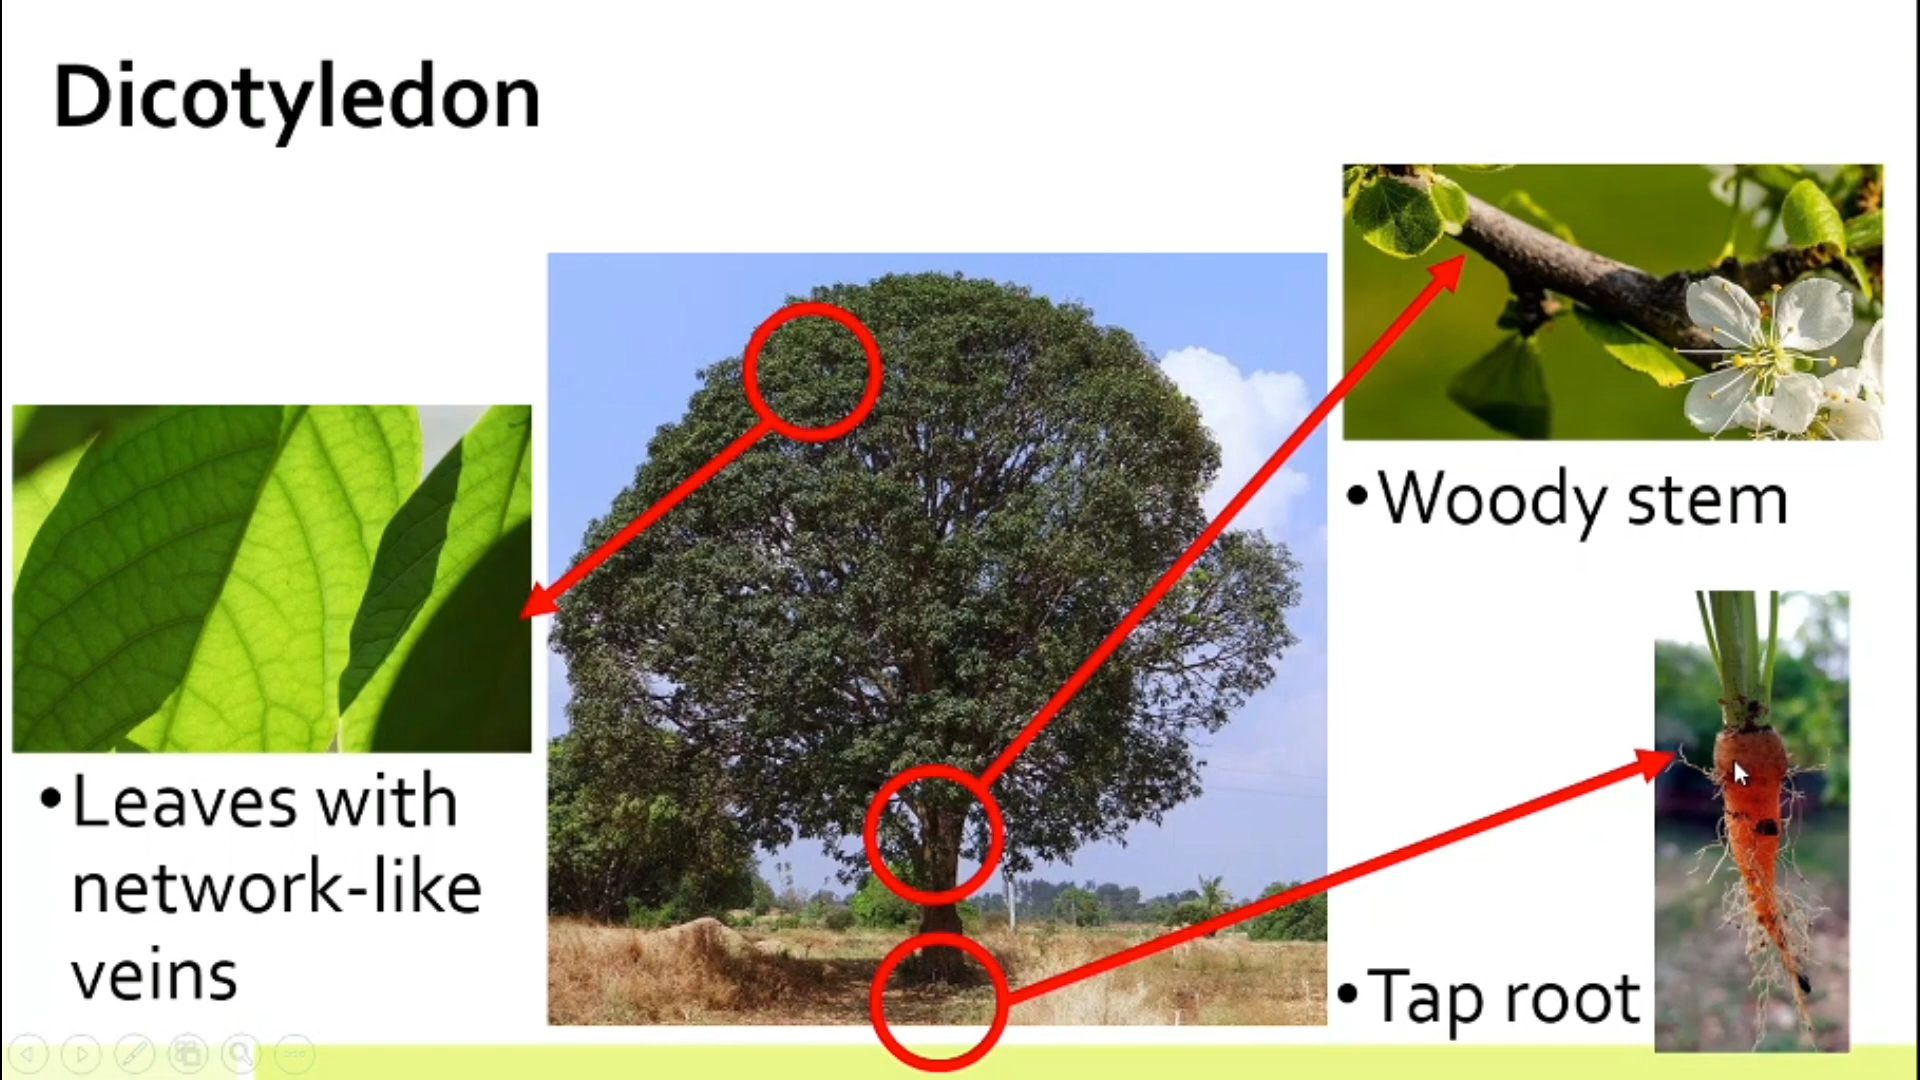 Dicotyledon
•Leaves with
network-like
veins
•Woody stem
•Tap root